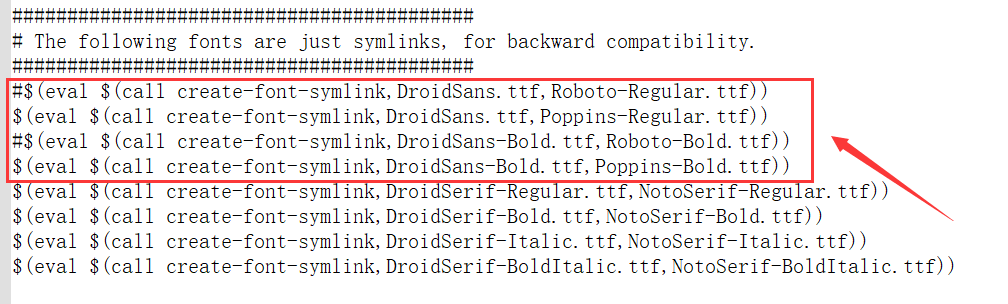 ##########################################
# The following fonts are just symlinks, for backward compatibility.
##########################################
#$(eval $(call create-font-symlink,DroidSans.ttf,Roboto-Regular.ttf))
$(eval $(call create-font-symlink,DroidSans.ttf,Poppins-Regular.ttf))
#$(eval $(call create-font-symlink,DroidSans-Bold.ttf,Roboto-Bold.ttf))
$(eval $(call create-font-symlink,DroidSans-Bold.ttf,Poppins-Bold.ttf))
$(eval $(call create-font-symlink,DroidSerif-Regular.ttf,NotoSerif-Regular.ttf))
$(eval $(call create-font-symlink,DroidSerif-Bold.ttf,NotoSerif-Bold.ttf))
$(eval $(call create-font-symlink,DroidSerif-Italic.ttf,NotoSerif-Italic.ttf))
$(eval $(call create-font-symlink,DroidSerif-BoldItalic.ttf,NotoSerif-BoldItalic.ttf))